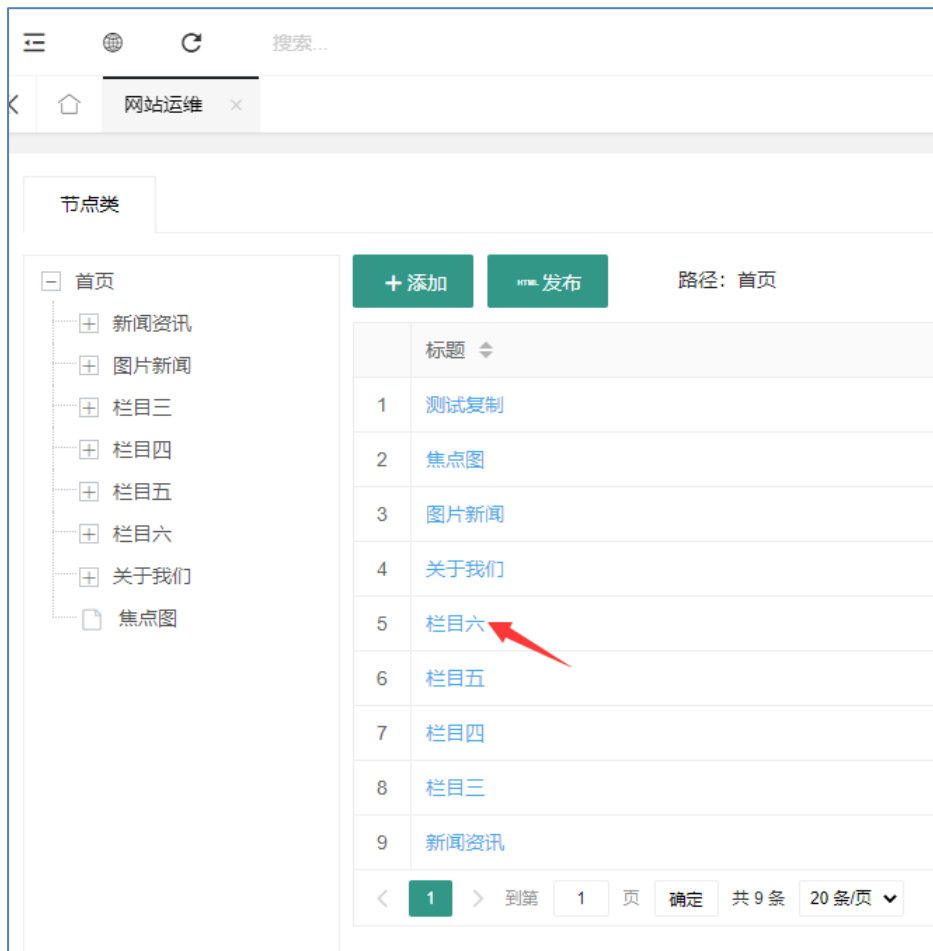 搜索...
网站运维
节点类
首页
新闻资讯
图片新闻
栏目三
栏目四
栏目五
栏目六
关于我们
焦点图
添加
HTML 发布
路径：首页
标题
1 测试复制
2 焦点图
3 图片新闻
4 关于我们
5 栏目六
6 栏目五
7 栏目四
8 栏目三
9 新闻资讯
1 到第 1 页 确定 共 9 条 20 条/页